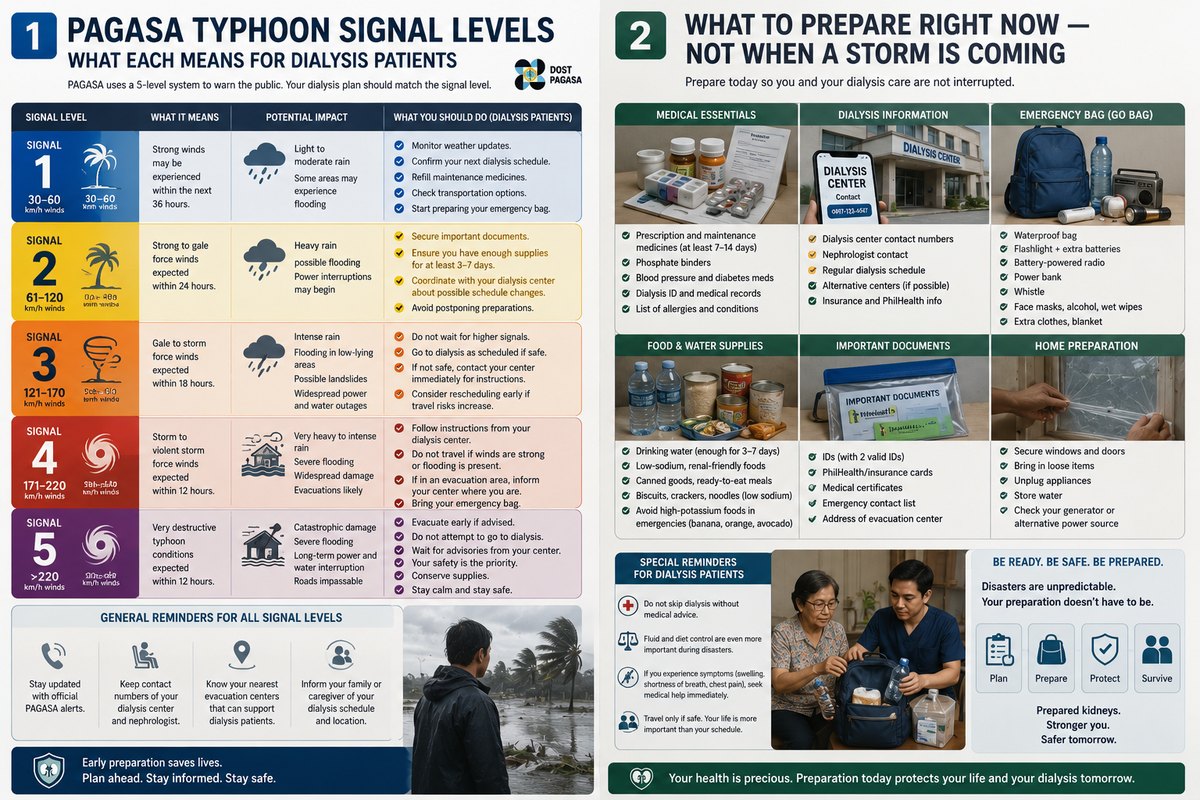 1
PAGASA TYPHOON SIGNAL LEVELS
WHAT EACH MEANS FOR DIALYSIS PATIENTS
PAGASA uses a 5-level system to warn the public. Your dialysis plan should match the signal level.
DOST
PAGASA
SIGNAL LEVEL
WHAT IT MEANS
POTENTIAL IMPACT
WHAT YOU SHOULD DO (DIALYSIS PATIENTS)
SIGNAL
1
30–60
km/h winds
30–60
km/h winds
Strong winds
may be
experienced
within the next
36 hours.
Light to
moderate rain
Some areas may
experience
flooding
Monitor weather updates.
Confirm your next dialysis schedule.
Refill maintenance medicines.
Check transportation options.
Start preparing your emergency bag.
SIGNAL
2
61–120
km/h winds
km/h winds
Strong to gale
force winds
expected
within 24 hours.
Heavy rain
possible flooding
Power interruptions
may begin
Secure important documents.
Ensure you have enough supplies
for at least 3–7 days.
Coordinate with your dialysis center
about possible schedule changes.
Avoid postponing preparations.
SIGNAL
3
121–170
km/h winds
km/h winds
Gale to storm
force winds
expected
within 18 hours.
Intense rain
Flooding in low-lying
areas
Possible landslides
Widespread power
and water outages
Do not wait for higher signals.
Go to dialysis as scheduled if safe.
If not safe, contact your center
immediately for instructions.
Consider rescheduling early if
travel risks increase.
SIGNAL
4
171–220
km/h winds
km/h winds
Storm to
violent storm
force winds
expected
within 12 hours.
Very heavy to intense
rain
Severe flooding
Widespread damage
Evacuations likely
Follow instructions from your
dialysis center.
Do not travel if winds are strong
or flooding is present.
If in an evacuation area, inform
your center where you are.
Bring your emergency bag.
SIGNAL
5
>220
km/h winds
km/h winds
Very destructive
typhoon
conditions
expected
within 12 hours.
Catastrophic damage
Severe flooding
Long-term power and
water interruption
Roads impassable
Evacuate early if advised.
Do not attempt to go to dialysis.
Wait for advisories from your center.
Your safety is the priority.
Conserve supplies.
Stay calm and stay safe.
GENERAL REMINDERS FOR ALL SIGNAL LEVELS
Stay updated
with official
PAGASA alerts.
Keep contact
numbers of your
dialysis center
and nephrologist.
Know your nearest
evacuation centers
that can support
dialysis patients.
Inform your family or
caregiver of your
dialysis schedule
and location.
Early preparation saves lives.
Plan ahead. Stay informed. Stay safe.
2
WHAT TO PREPARE RIGHT NOW —
NOT WHEN A STORM IS COMING
Prepare today so you and your dialysis care are not interrupted.
MEDICAL ESSENTIALS
Prescription and maintenance
medicines (at least 7–14 days)
Phosphate binders
Blood pressure and diabetes meds
Dialysis ID and medical records
List of allergies and conditions
DIALYSIS INFORMATION
DIALYSIS CENTER
DIALYSIS
CENTER
Contact
0917-123-4567
Dialysis center contact numbers
Nephrologist contact
Regular dialysis schedule
Alternative centers (if possible)
Insurance and PhilHealth info
EMERGENCY BAG (GO BAG)
Waterproof bag
Flashlight + extra batteries
Battery-powered radio
Power bank
Whistle
Face masks, alcohol, wet wipes
Extra clothes, blanket
FOOD & WATER SUPPLIES
Drinking water (enough for 3–7 days)
Low-sodium, renal-friendly foods
Canned goods, ready-to-eat meals
Biscuits, crackers, noodles (low sodium)
Avoid high-potassium foods in
emergencies (banana, orange, avocado)
IMPORTANT DOCUMENTS
IMPORTANT DOCUMENTS
IDs (with 2 valid IDs)
PhilHealth/insurance cards
Medical certificates
Emergency contact list
Address of evacuation center
HOME PREPARATION
Secure windows and doors
Bring in loose items
Unplug appliances
Store water
Check your generator or
alternative power source
SPECIAL REMINDERS
FOR DIALYSIS PATIENTS
Do not skip dialysis without
medical advice.
Fluid and diet control are even more
important during disasters.
If you experience symptoms (swelling,
shortness of breath, chest pain), seek
medical help immediately.
Travel only if safe. Your life is more
important than your schedule.
BE READY. BE SAFE. BE PREPARED.
Disasters are unpredictable.
Your preparation doesn't have to be.
Plan
Prepare
Protect
Survive
Prepared kidneys.
Stronger you.
Safer tomorrow.
Your health is precious. Preparation today protects your life and your dialysis tomorrow.